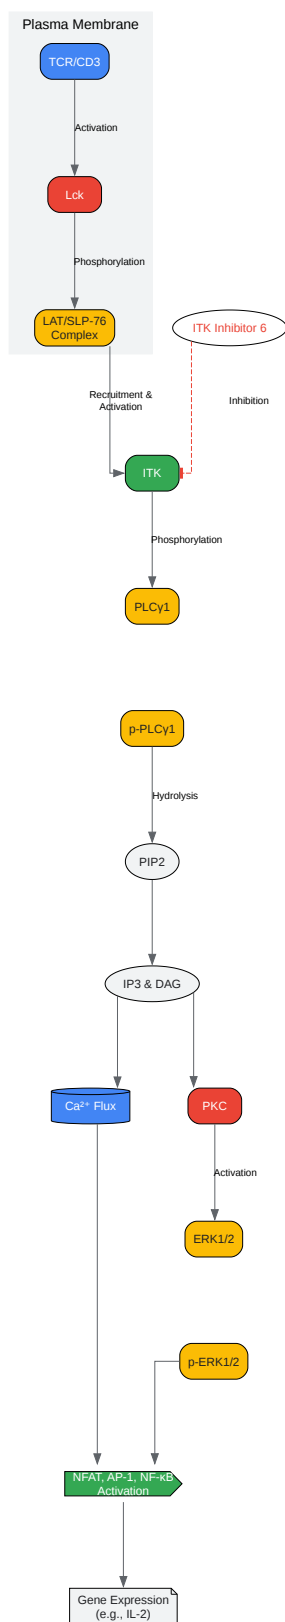 Plasma Membrane
TCR/CD3
Activation
Lck
Phosphorylation
LAT/SLP-76
Complex
ITK Inhibitor 6
Recruitment &
Activation
Inhibition
ITK
Phosphorylation
PLCγ1
p-PLCγ1
Hydrolysis
PIP2
IP3 & DAG
Ca²⁺ Flux
PKC
Activation
ERK1/2
p-ERK1/2
NFAT, AP-1, NF-κB
Activation
Gene Expression
(e.g., IL-2)